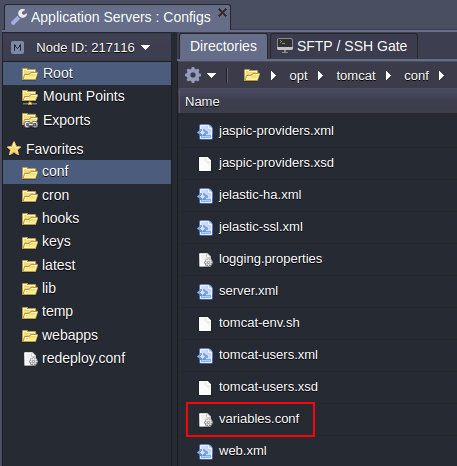 Application Servers : Configs
M Node ID: 217116
Root
Mount Points
Exports
Favorites
conf
cron
hooks
keys
latest
lib
temp
webapps
redeploy.conf
Directories
SFTP / SSH Gate
opt tomcat conf
Name
jaspic-providers.xml
jaspic-providers.xsd
jelastic-ha.xml
jelastic-ssl.xml
logging.properties
server.xml
tomcat-env.sh
tomcat-users.xml
tomcat-users.xsd
variables.conf
web.xml